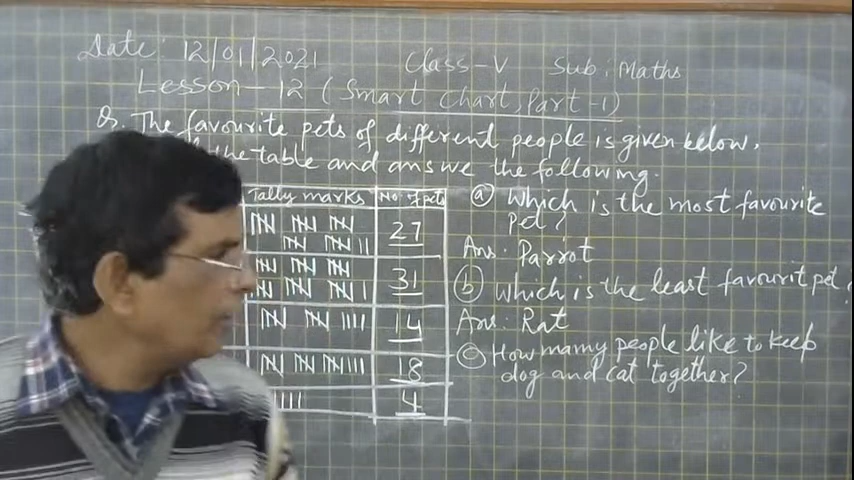 Date: 12/01/2021 Class-V Sub: Maths
Lesson-12 (Smart Chart, Part-1)
Q. The favourite pets of different people is given below.
the table and answe the following.
Tally marks No. of pets
27
31
14
18
4
(a) Which is the most favourite
pet?
Ans: Parrot
(b) Which is the least favourit pet?
Ans: Rat
(c) How mamy people like to keep
dog and cat together?